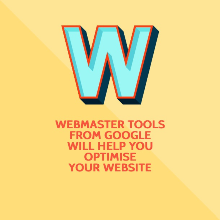 W
WEBMASTER TOOLS
FROM GOOGLE
WILL HELP YOU
OPTIMISE
YOUR WEBSITE